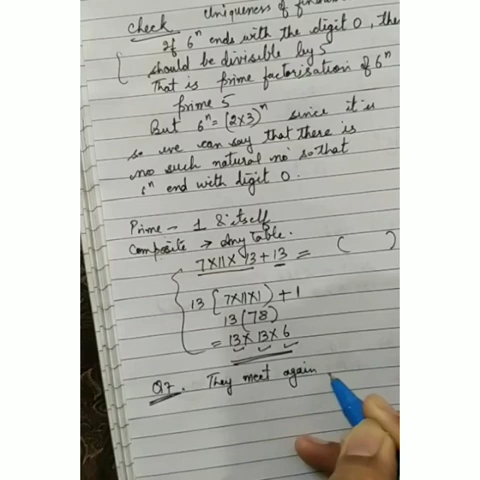 Check Uniqueness of
If 6ⁿ ends with the digit 0, the
should be divisible by 5
That is prime factorisation of 6ⁿ
prime 5
But 6ⁿ = (2×3)ⁿ since it is
so we can say that there is
no such natural no so that
6ⁿ end with digit 0.
Prime - 1 & itself
Composite → Any table.
7×11×13+13 = ( )
13 [7×11×1)+1
13(78)
= 13×13×6
Q7. They meet again